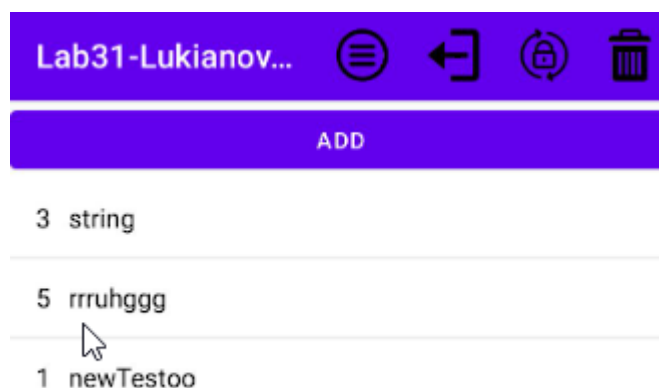 Lab31-Lukianov...
ADD
3 string
5 rrruhggg
1 newTestoo